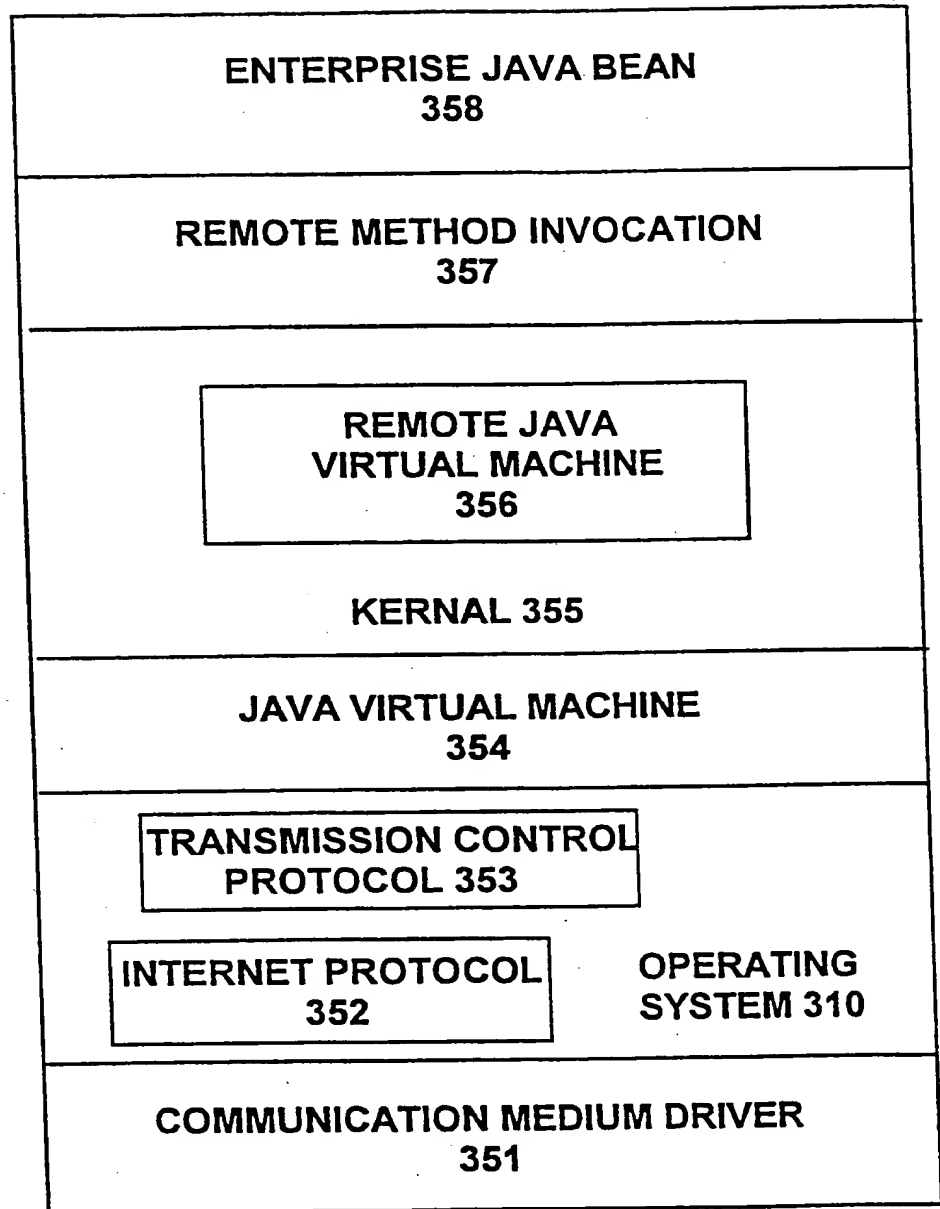 ENTERPRISE JAVA BEAN
358
REMOTE METHOD INVOCATION
357
REMOTE JAVA
VIRTUAL MACHINE
356
KERNAL 355
JAVA VIRTUAL MACHINE
354
TRANSMISSION CONTROL
PROTOCOL 353
INTERNET PROTOCOL
352
OPERATING
SYSTEM 310
COMMUNICATION MEDIUM DRIVER
351